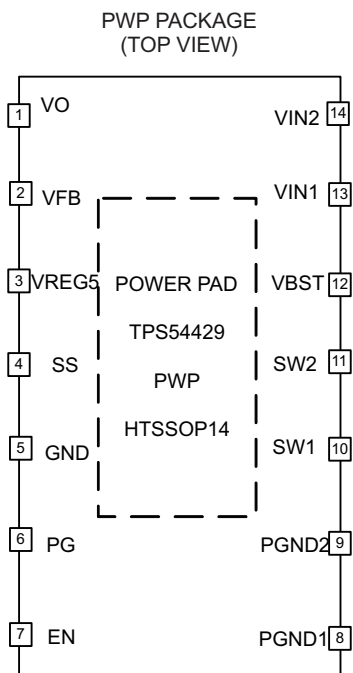 PWP PACKAGE
(TOP VIEW)
1 VO
VIN2 14
2 VFB
VIN1 13
3 VREG5
POWER PAD
VBST 12
TPS54429
4 SS
SW2 11
PWP
HTSSOP14
5 GND
SW1 10
6 PG
PGND2 9
7 EN
PGND1 8